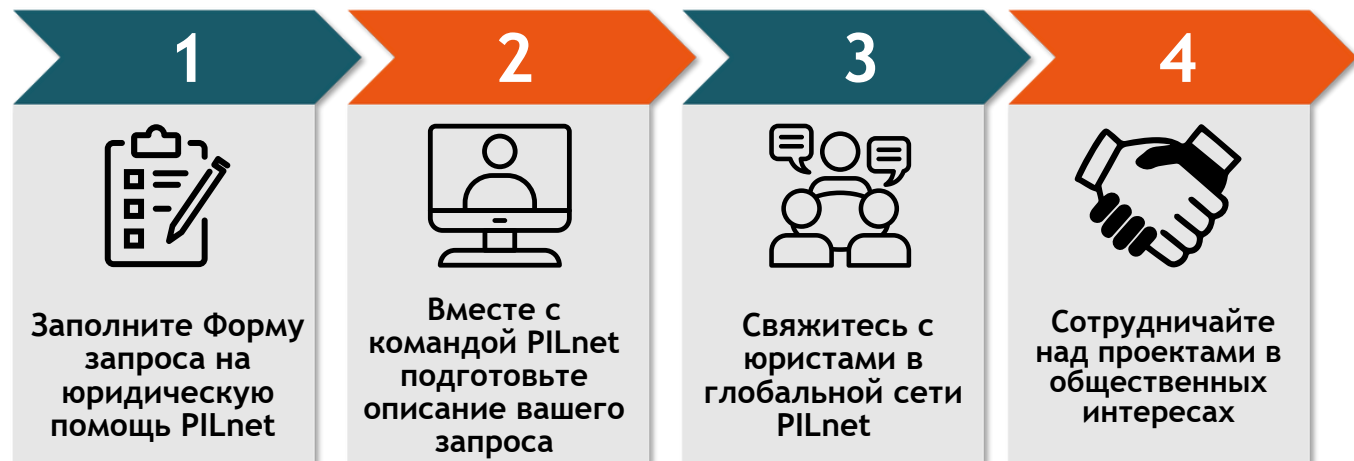 1
Заполните Форму
запроса на
юридическую
помощь PILnet
2
Вместе с
командой PILnet
подготовьте
описание вашего
запроса
3
Свяжитесь с
юристами в
глобальной сети
PILnet
4
Сотрудничайте
над проектами в
общественных
интересах